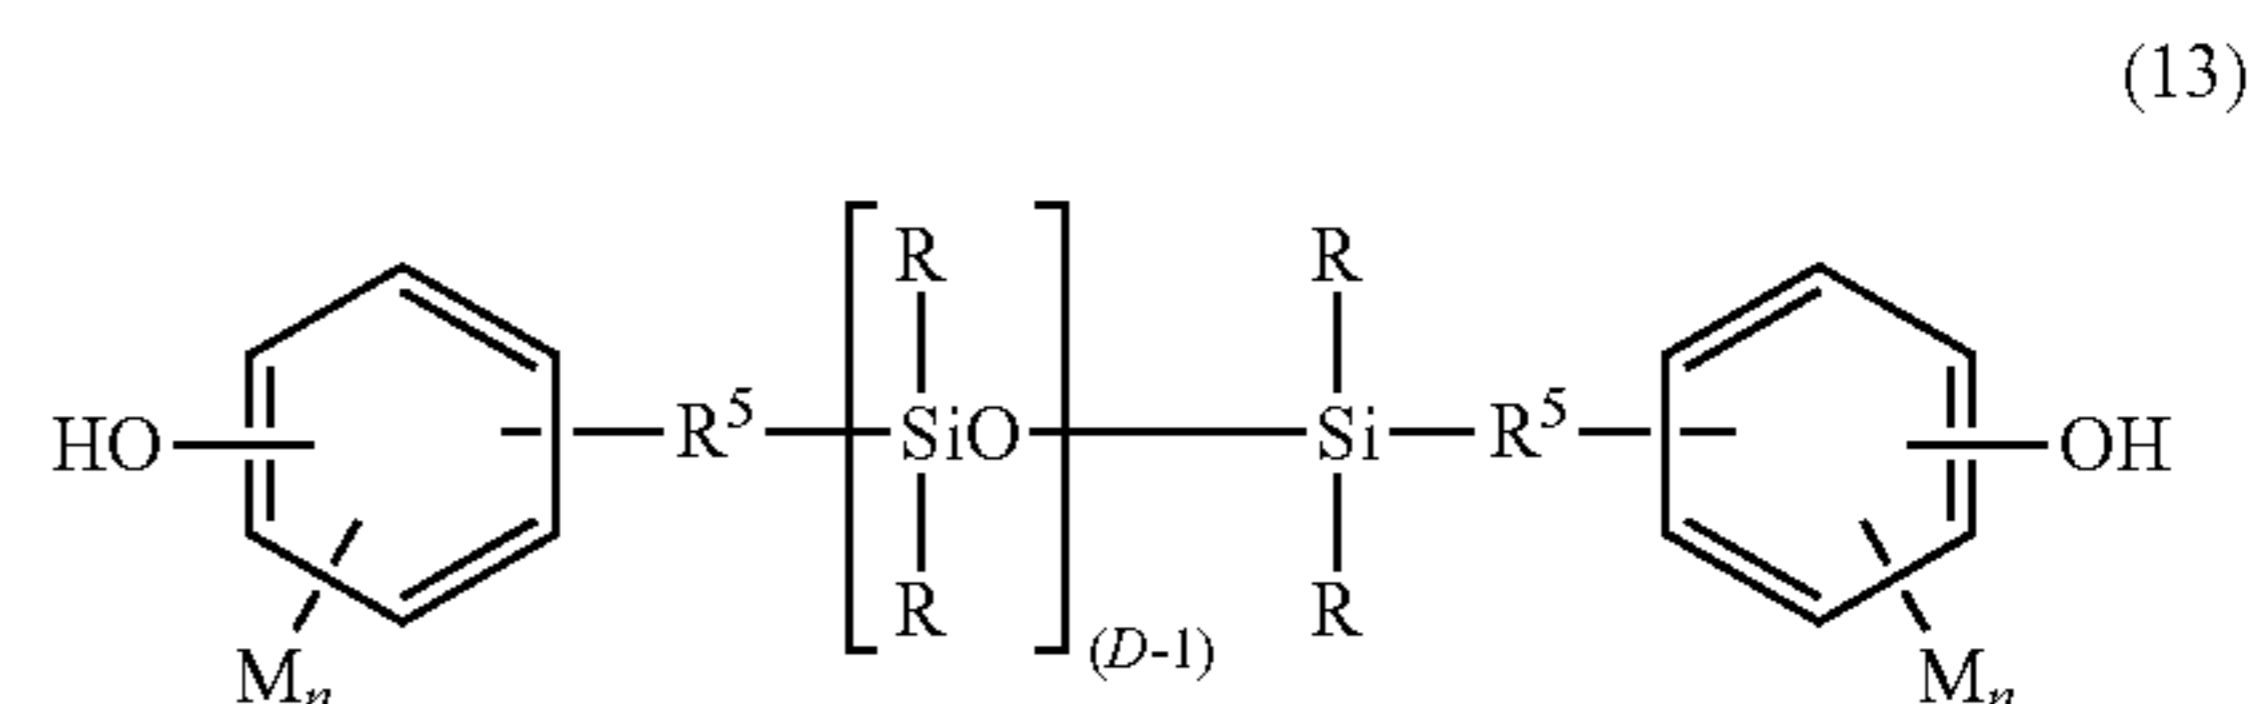 (13)
R R
HO R⁵ SiO Si R⁵ OH
R R
(D-1)
Mₙ Mₙ